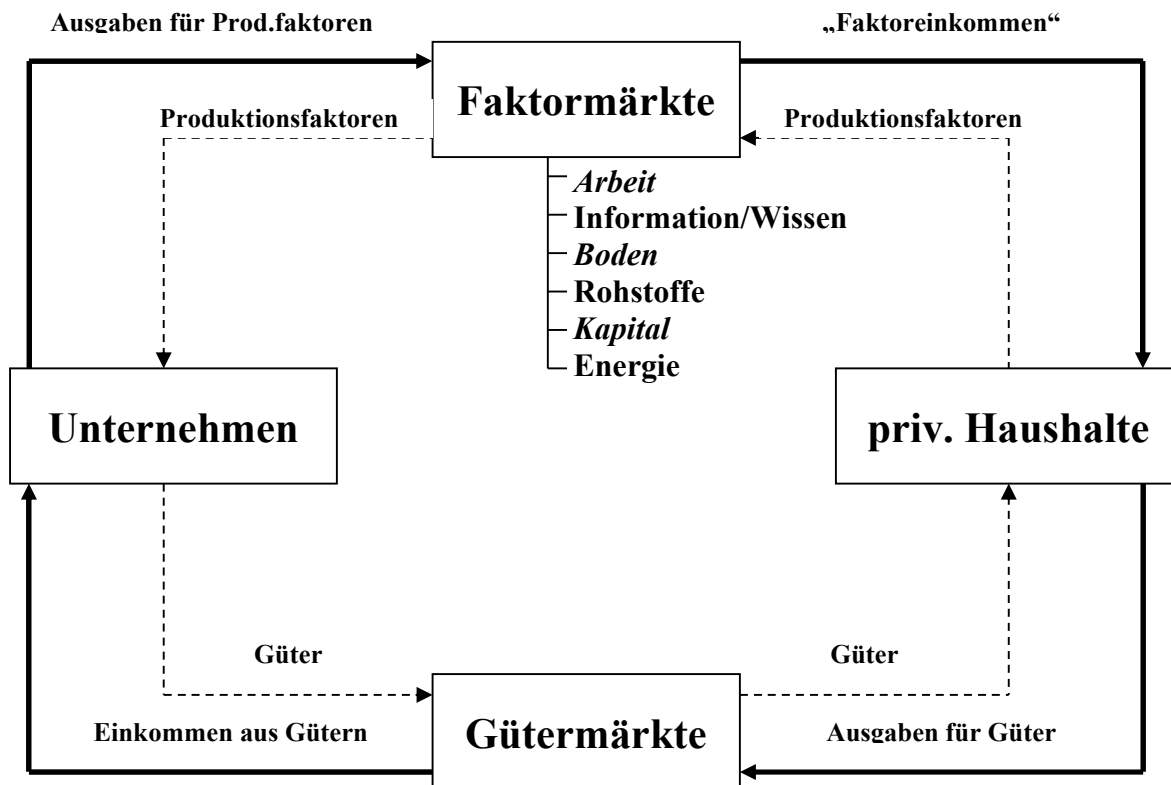 Ausgaben für Prod.faktoren
„Faktoreinkommen“
Faktormärkte
Produktionsfaktoren
Produktionsfaktoren
Arbeit
Information/Wissen
Boden
Rohstoffe
Kapital
Energie
Unternehmen
priv. Haushalte
Güter
Güter
Einkommen aus Gütern
Gütermärkte
Ausgaben für Güter